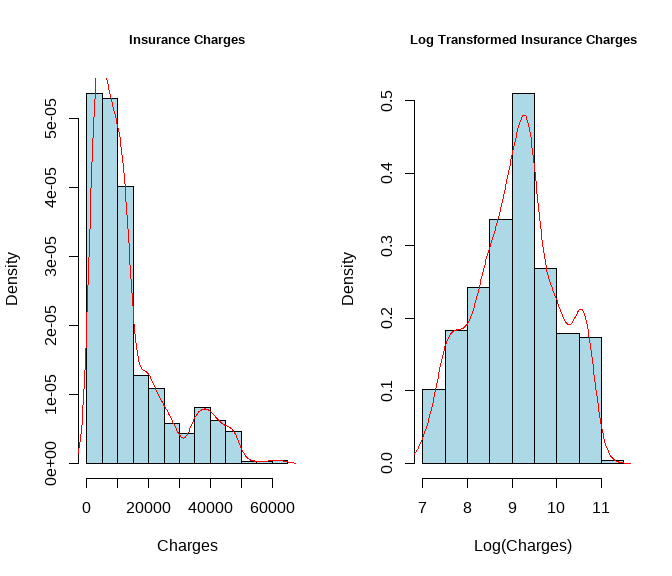 Insurance Charges
Density
5e-05
4e-05
3e-05
2e-05
1e-05
0e+00
0 20000 40000 60000
Charges
Log Transformed Insurance Charges
Density
0.5
0.4
0.3
0.2
0.1
0.0
7 8 9 10 11
Log(Charges)